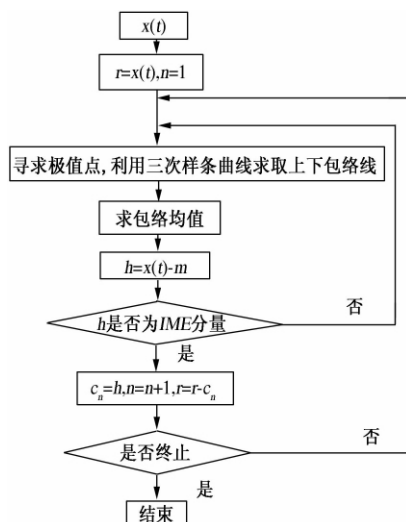 x(t)
r=x(t),n=1
寻求极值点,利用三次样条曲线求取上下包络线
求包络均值
h=x(t)-m
h是否为IME分量
否
是
cₙ=h,n=n+1,r=r-cₙ
是否终止
否
是
结束